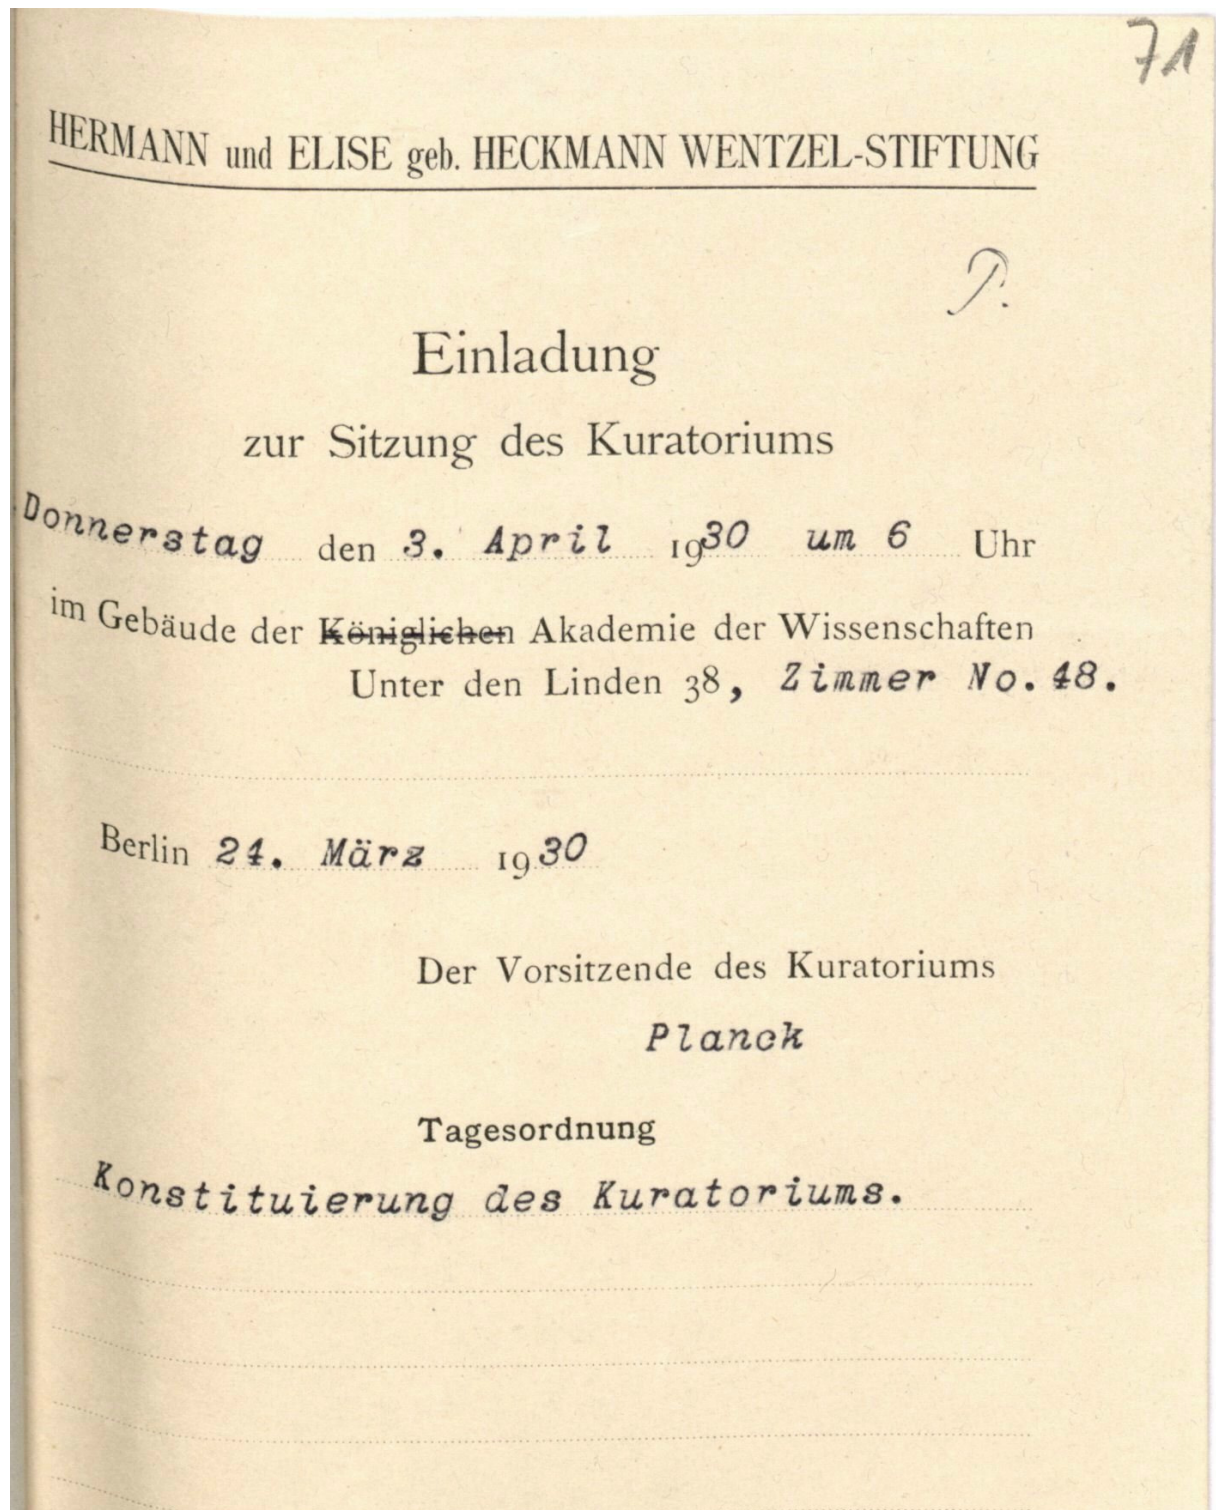 71
HERMANN und ELISE geb. HECKMANN WENTZEL-STIFTUNG
P.
Einladung
zur Sitzung des Kuratoriums
Donnerstag den 3. April 1930 um 6 Uhr
im Gebäude der Königlichen Akademie der Wissenschaften
Unter den Linden 38, Zimmer No. 48.
Berlin 24. März 1930
Der Vorsitzende des Kuratoriums
Planck
Tagesordnung
Konstituierung des Kuratoriums.